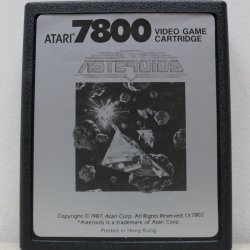 ATARI 7800 VIDEO GAME
CARTRIDGE
ASTEROIDS
Copyright © 1987, Atari Corp. All Rights Reserved.
*Asteroids is a trademark of Atari Corp.
Printed in Hong Kong